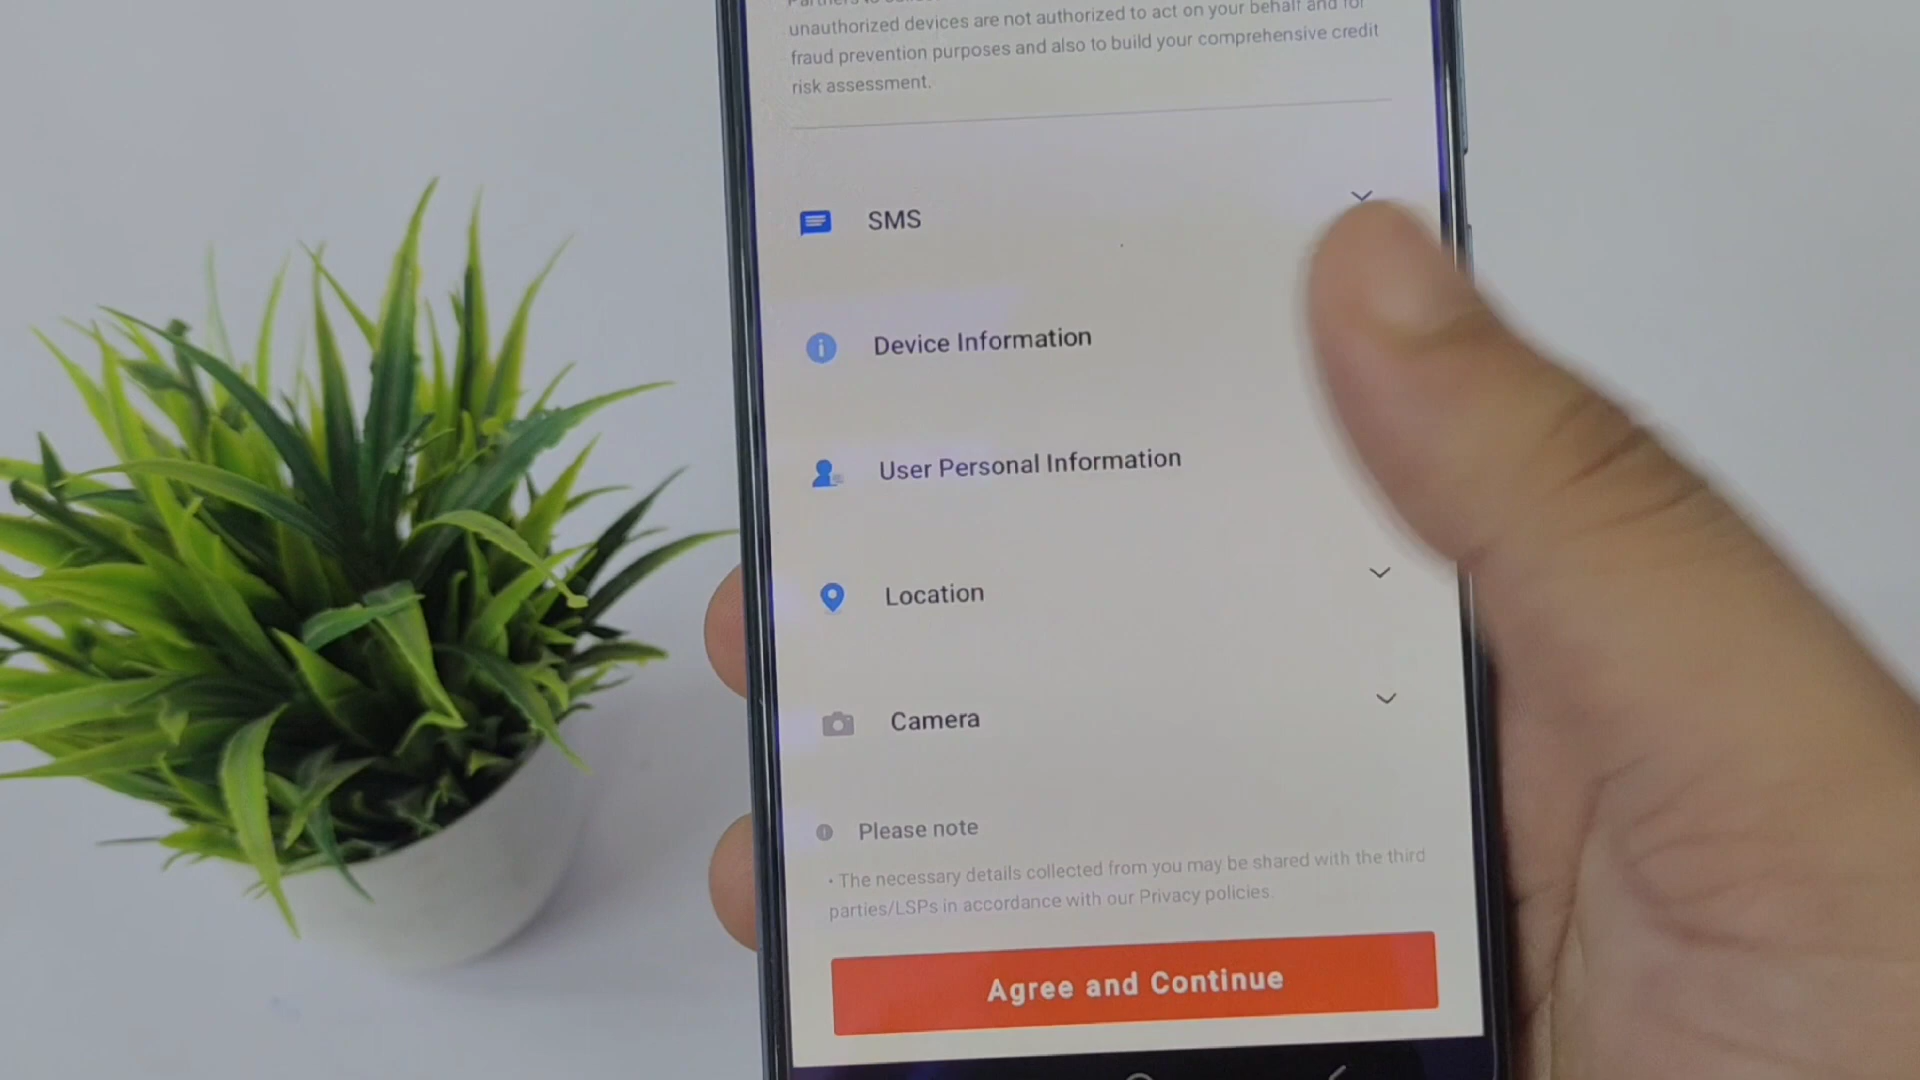 unauthorized devices are not authorized to act on your behalf and for
fraud prevention purposes and also to build your comprehensive credit
risk assessment.
SMS
Device Information
User Personal Information
Location
Camera
Please note
• The necessary details collected from you may be shared with the third
parties/LSPs in accordance with our Privacy policies.
Agree and Continue